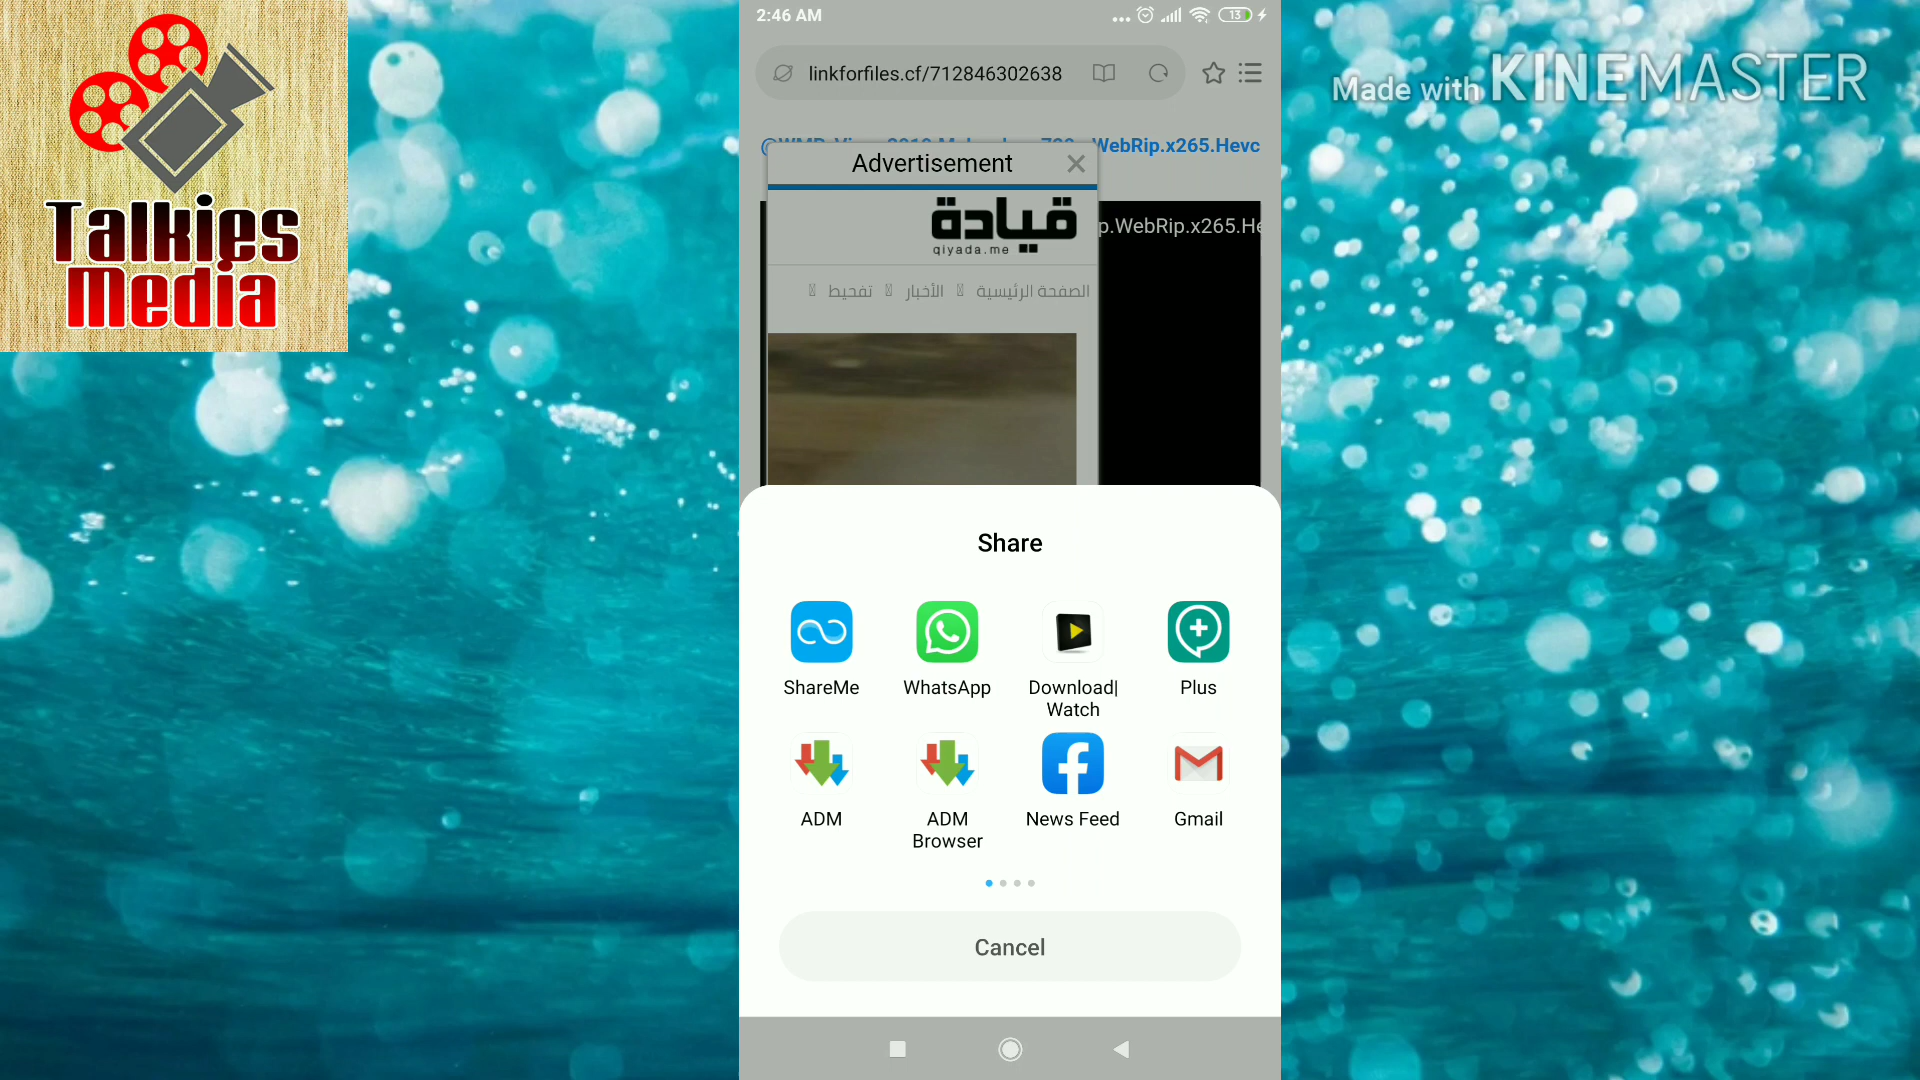 Talkies
Media
2:46 AM
13
linkforfiles.cf/712846302638
WebRip.x265.Hevc
Advertisement
قيادة
qiyada.me
p.WebRip.x265.He
الصفحة الرئيسية الأخبار تفحيط
Share
ShareMe
WhatsApp
Download|
Watch
Plus
ADM
ADM
Browser
News Feed
Gmail
Cancel
Made with KINEMASTER